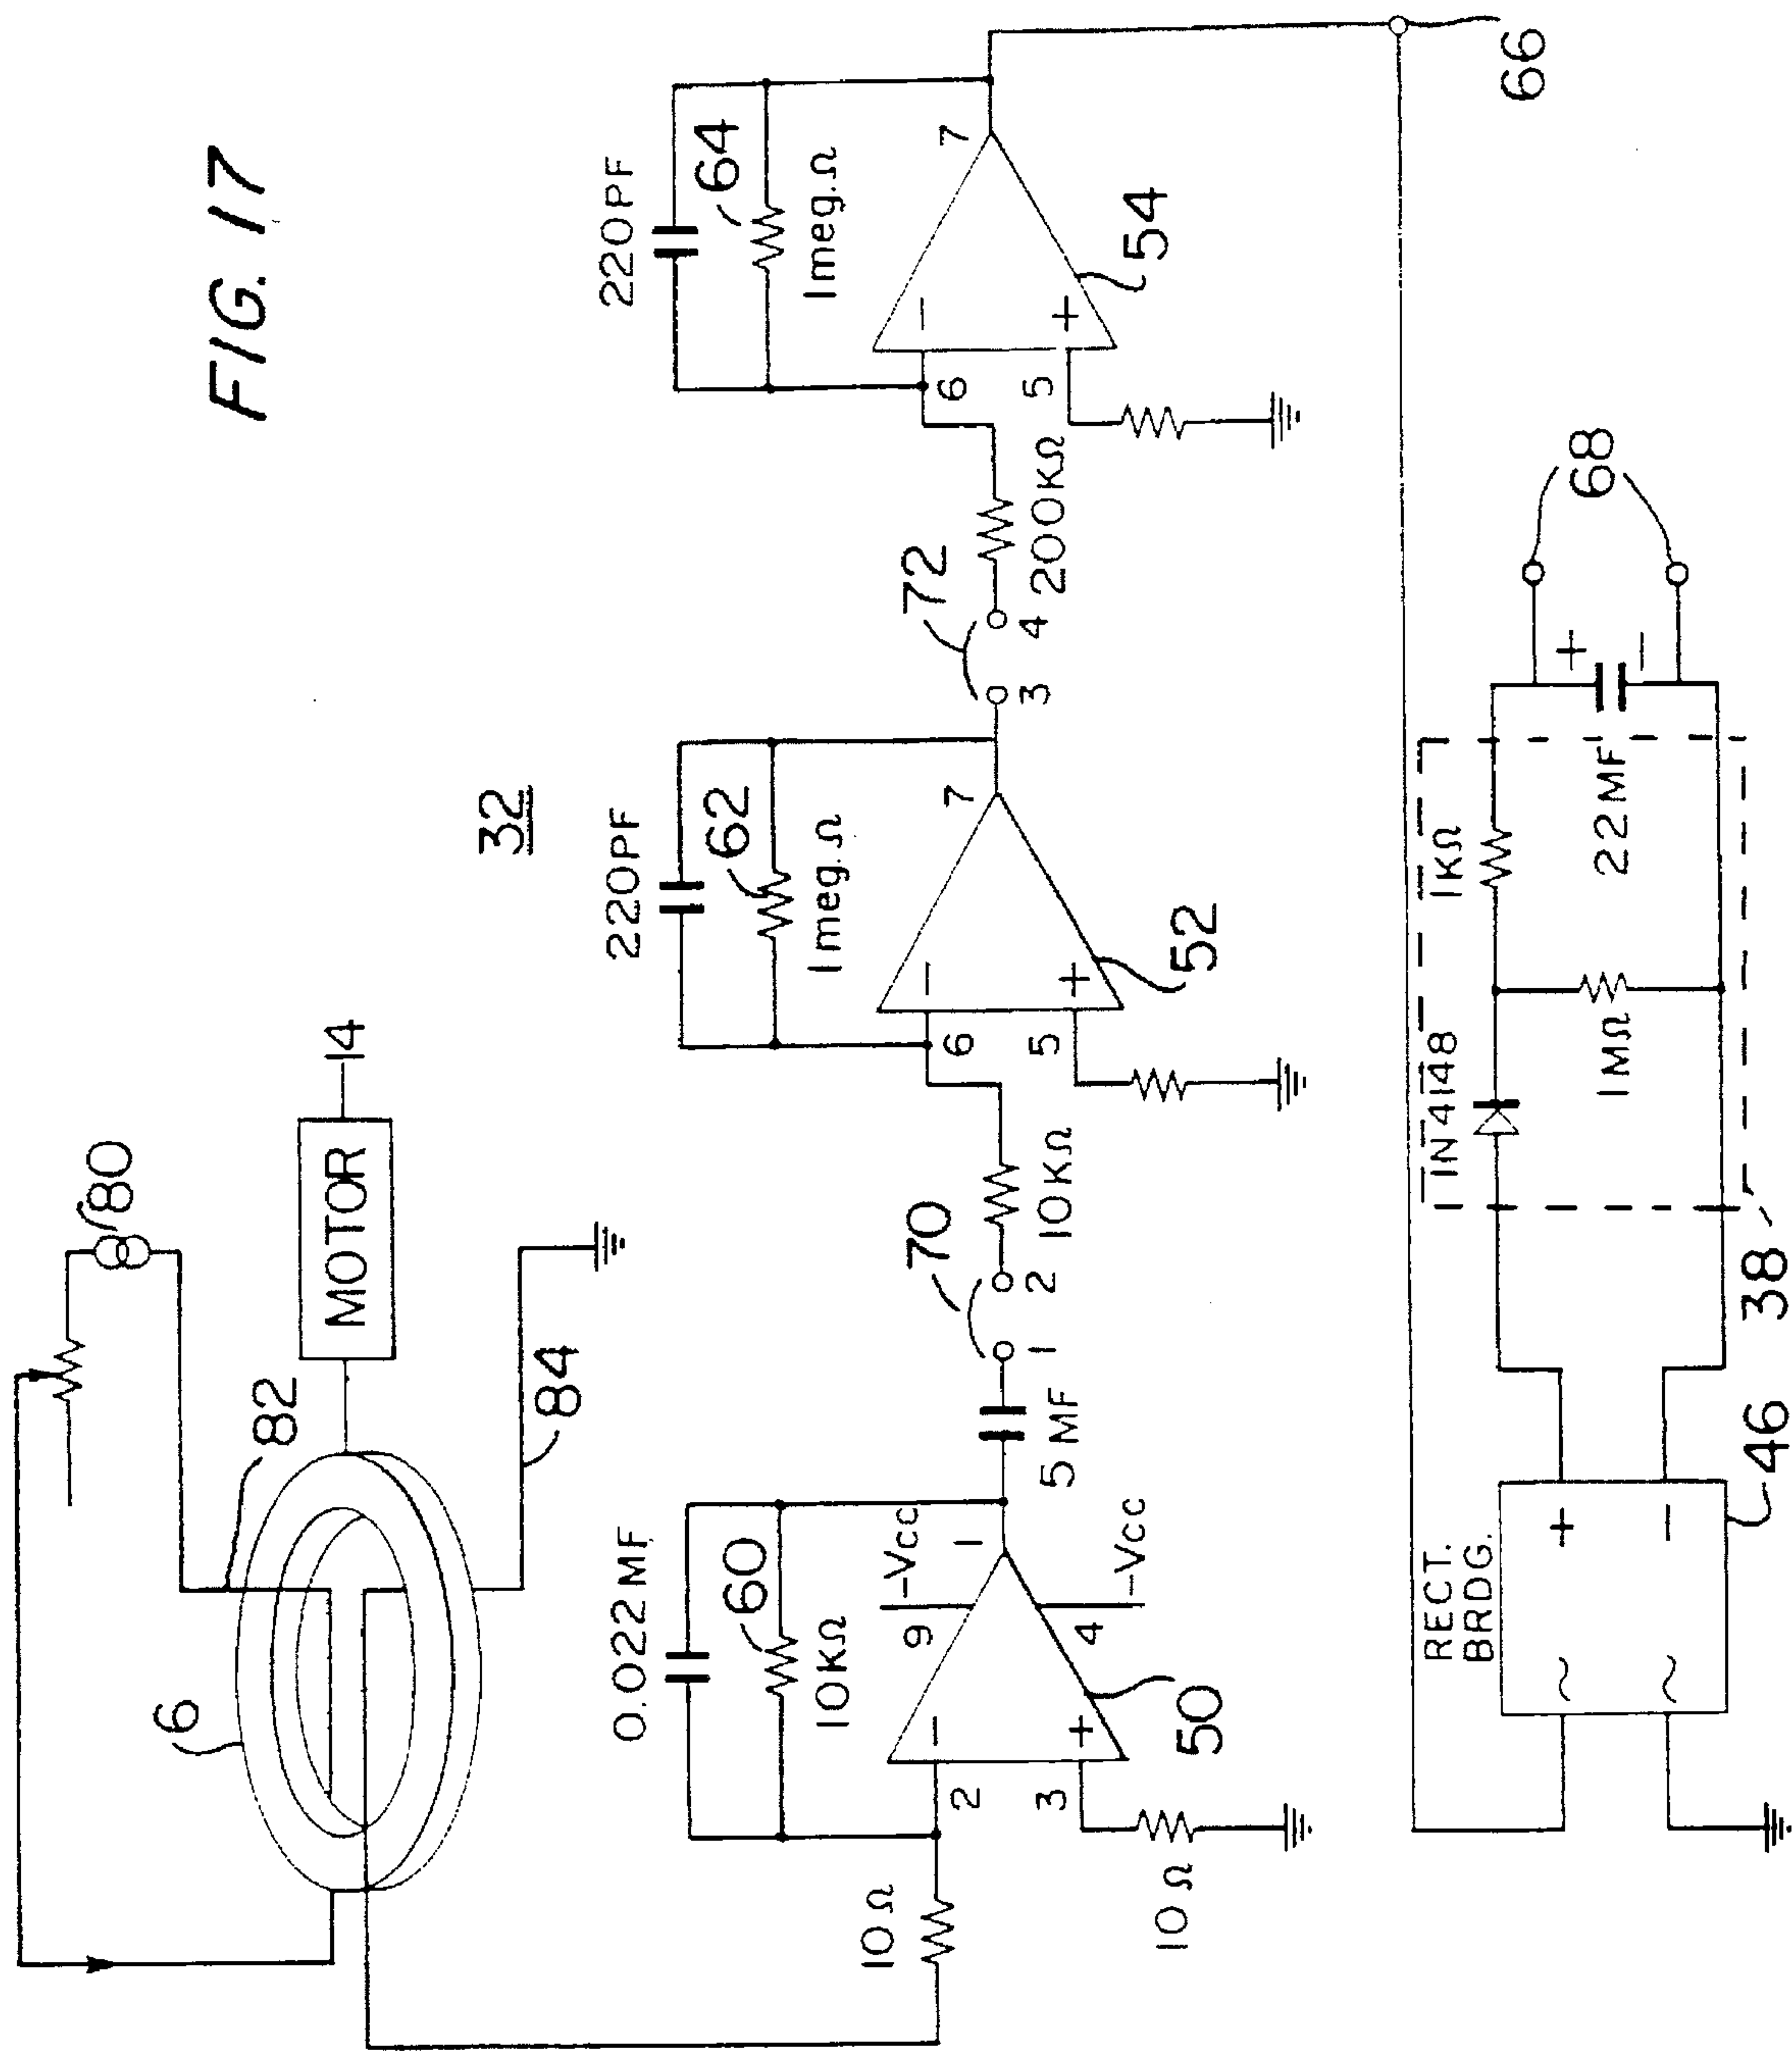 FIG. 17
80
82
6
MOTOR
14
84
32
0.022 MF
60
10KΩ
10Ω
2
3
10Ω
9
-Vcc
1
4
-Vcc
50
5 MF
70
1
2
10KΩ
220PF
62
1meg.Ω
6
5
7
52
72
3
4
200KΩ
220PF
64
1meg.Ω
6
5
7
54
66
RECT.
BRDG.
~
~
+
-
46
1N4148
1KΩ
1MΩ
22MF
+
-
68
38